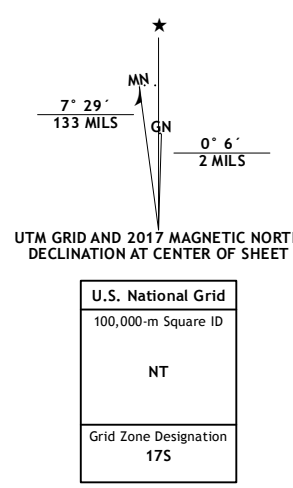 MN
7° 29´
133 MILS
GN
0° 6´
2 MILS
UTM GRID AND 2017 MAGNETIC NORT
DECLINATION AT CENTER OF SHEET
U.S. National Grid
100,000-m Square ID
NT
Grid Zone Designation
17S